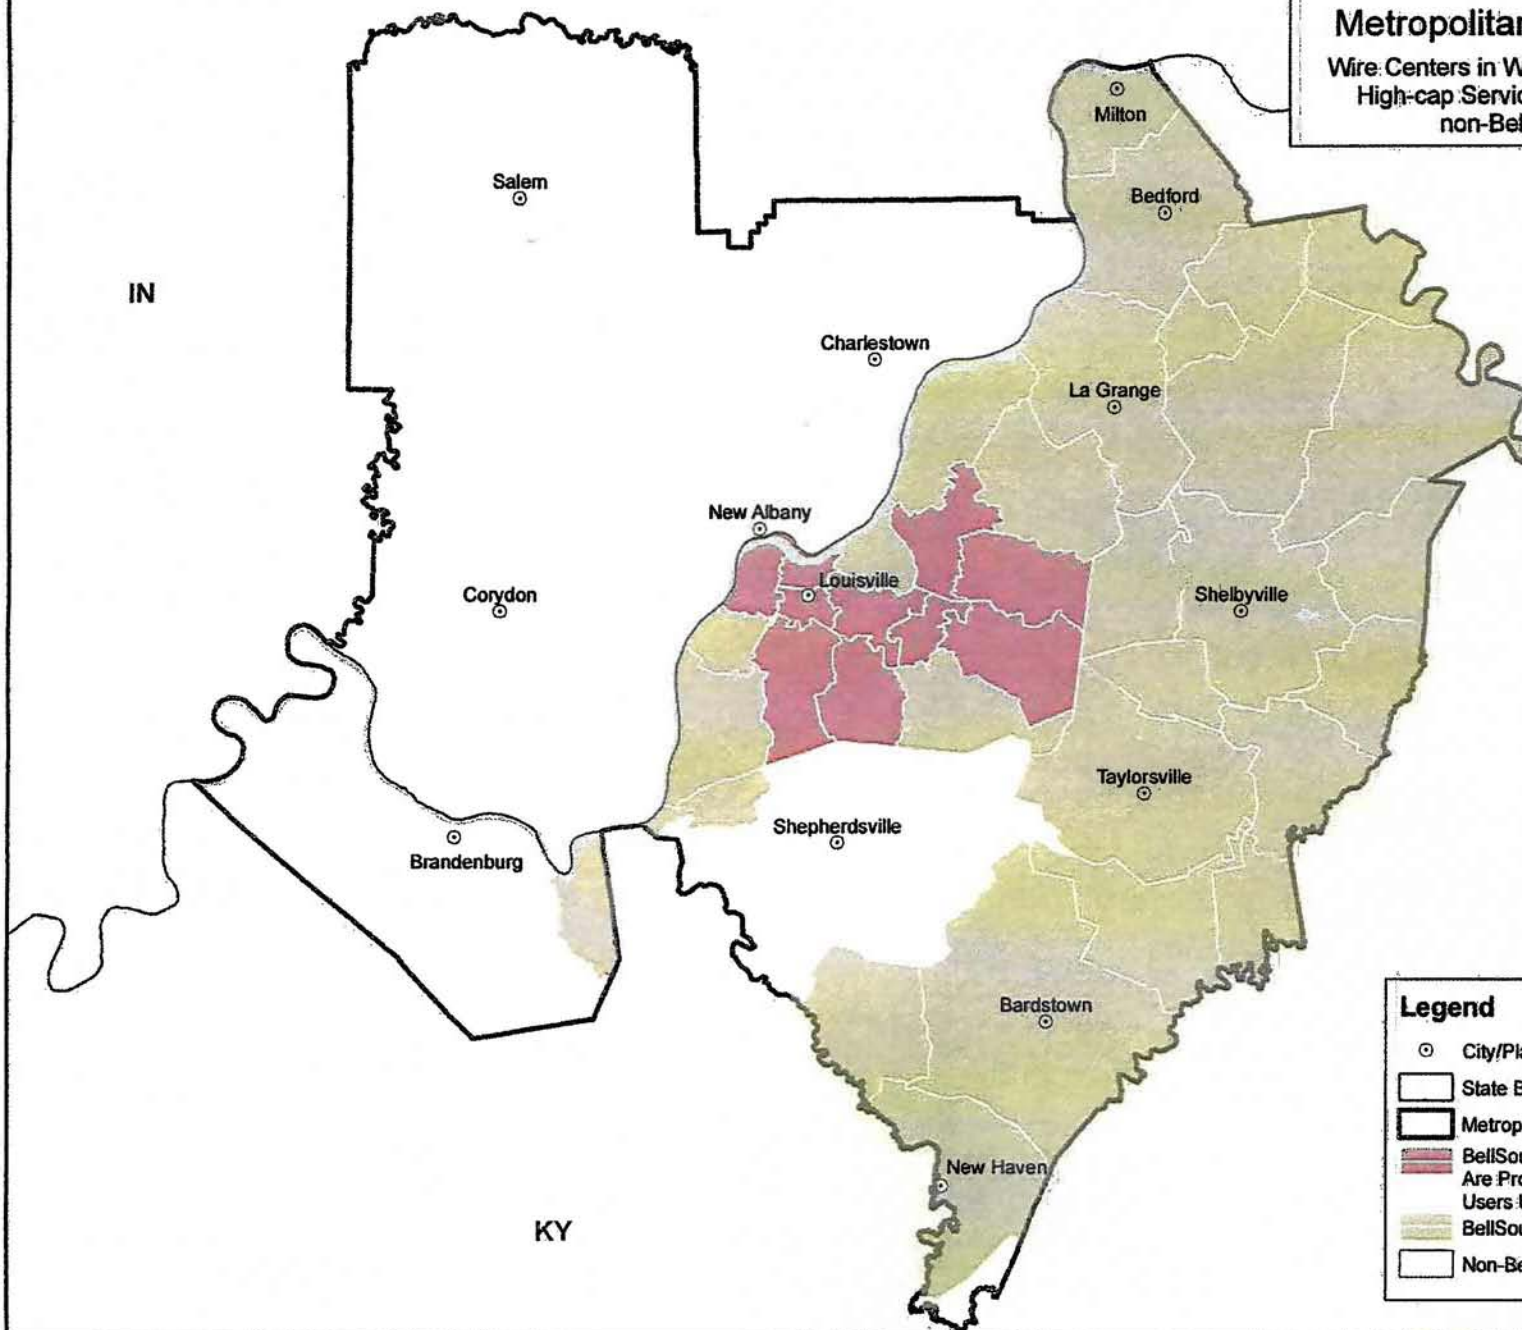 Metropolitan
Wire Centers in W
High-cap Servic
non-Bel
Milton
Salem
Bedford
IN
Charlestown
La Grange
New Albany
Louisville
Corydon
Shelbyville
Taylorsville
Shepherdsville
Brandenburg
Bardstown
New Haven
KY
Legend
City/Pla
State B
Metrop
BellSou
Are Pro
Users
BellSou
Non-Be